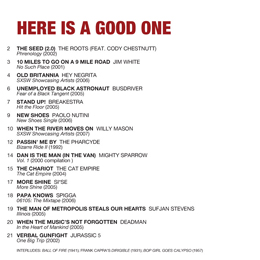 HERE IS A GOOD ONE
2 THE SEED (2.0) THE ROOTS (FEAT. CODY CHESTNUTT)
Phrenology (2002)
3 10 MILES TO GO ON A 9 MILE ROAD JIM WHITE
No Such Place (2001)
4 OLD BRITANNIA HEY NEGRITA
SXSW Showcasing Artists (2006)
6 UNEMPLOYED BLACK ASTRONAUT BUSDRIVER
Fear of a Black Tangent (2005)
7 STAND UP! BREAKESTRA
Hit the Floor (2005)
9 NEW SHOES PAOLO NUTINI
New Shoes Single (2006)
10 WHEN THE RIVER MOVES ON WILLY MASON
SXSW Showcasing Artists (2007)
12 PASSIN' ME BY THE PHARCYDE
Bizarre Ride II (1992)
14 DAN IS THE MAN (IN THE VAN) MIGHTY SPARROW
Vol. 1 (2000 compilation )
15 THE CHARIOT THE CAT EMPIRE
The Cat Empire (2004)
17 MORE SHINE SI*SE
More Shine (2005)
18 PAPA KNOWS SPIGGA
08105: The Mixtape (2006)
19 THE MAN OF METROPOLIS STEALS OUR HEARTS SUFJAN STEVENS
Illinois (2005)
20 WHEN THE MUSIC'S NOT FORGOTTEN DEADMAN
In the Heart of Mankind (2005)
21 VERBAL GUNFIGHT JURASSIC 5
One Big Trip (2002)
INTERLUDES: BALL OF FIRE (1941), FRANK CAPRA'S DIRIGIBLE (1931), BOP GIRL GOES CALYPSO (1957)